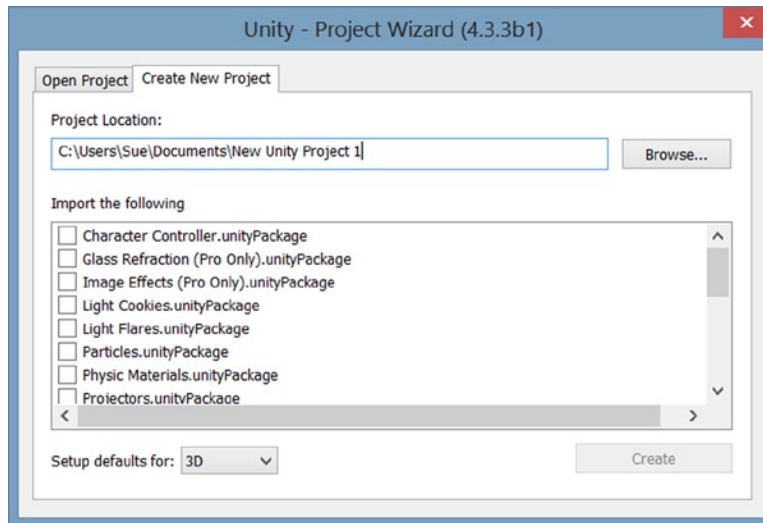 Unity - Project Wizard (4.3.3b1)
Open Project
Create New Project
Project Location:
C:\Users\Sue\Documents\New Unity Project 1
Browse...
Import the following
Character Controller.unityPackage
Glass Refraction (Pro Only).unityPackage
Image Effects (Pro Only).unityPackage
Light Cookies.unityPackage
Light Flares.unityPackage
Particles.unityPackage
Physic Materials.unityPackage
Projectors.unityPackage
Setup defaults for: 3D
Create